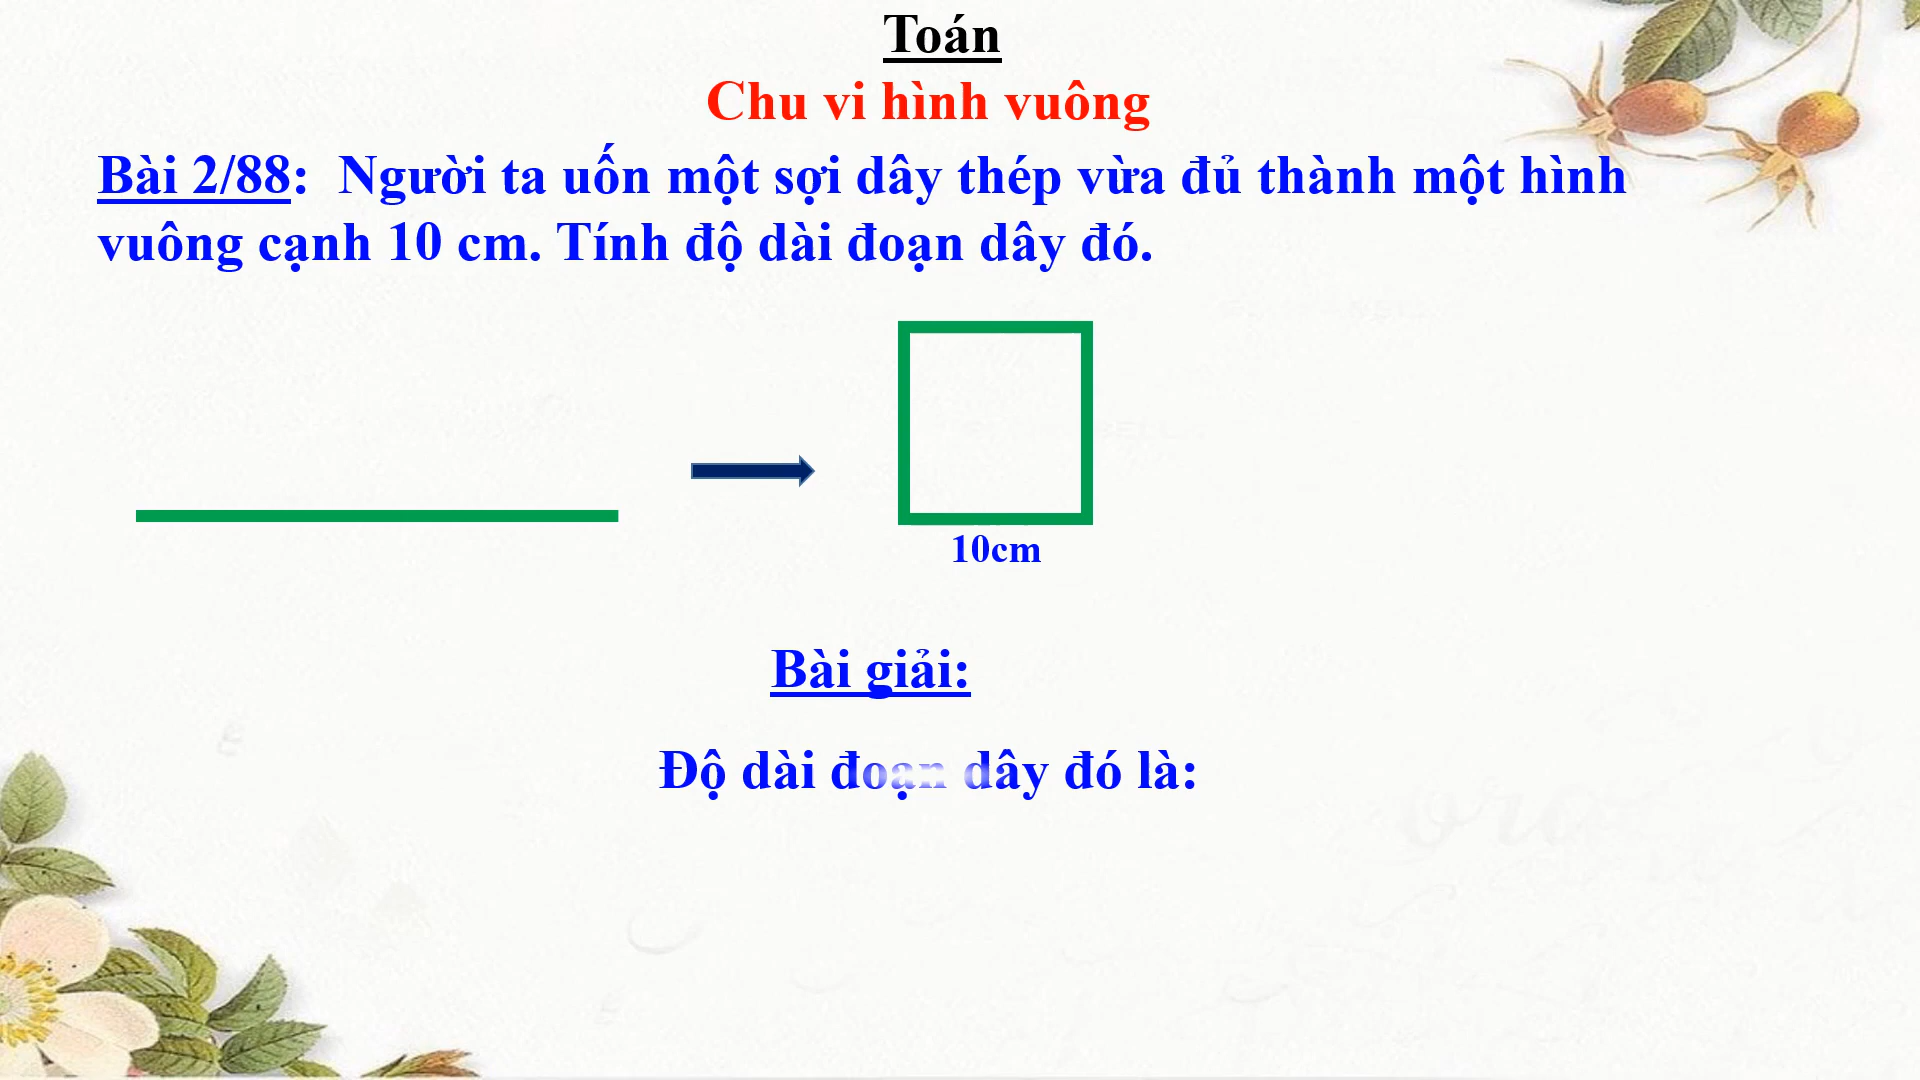 Toán
Chu vi hình vuông
Bài 2/88: Người ta uốn một sợi dây thép vừa đủ thành một hình
vuông cạnh 10 cm. Tính độ dài đoạn dây đó.
10cm
Bài giải:
Độ dài đoạn dây đó là: